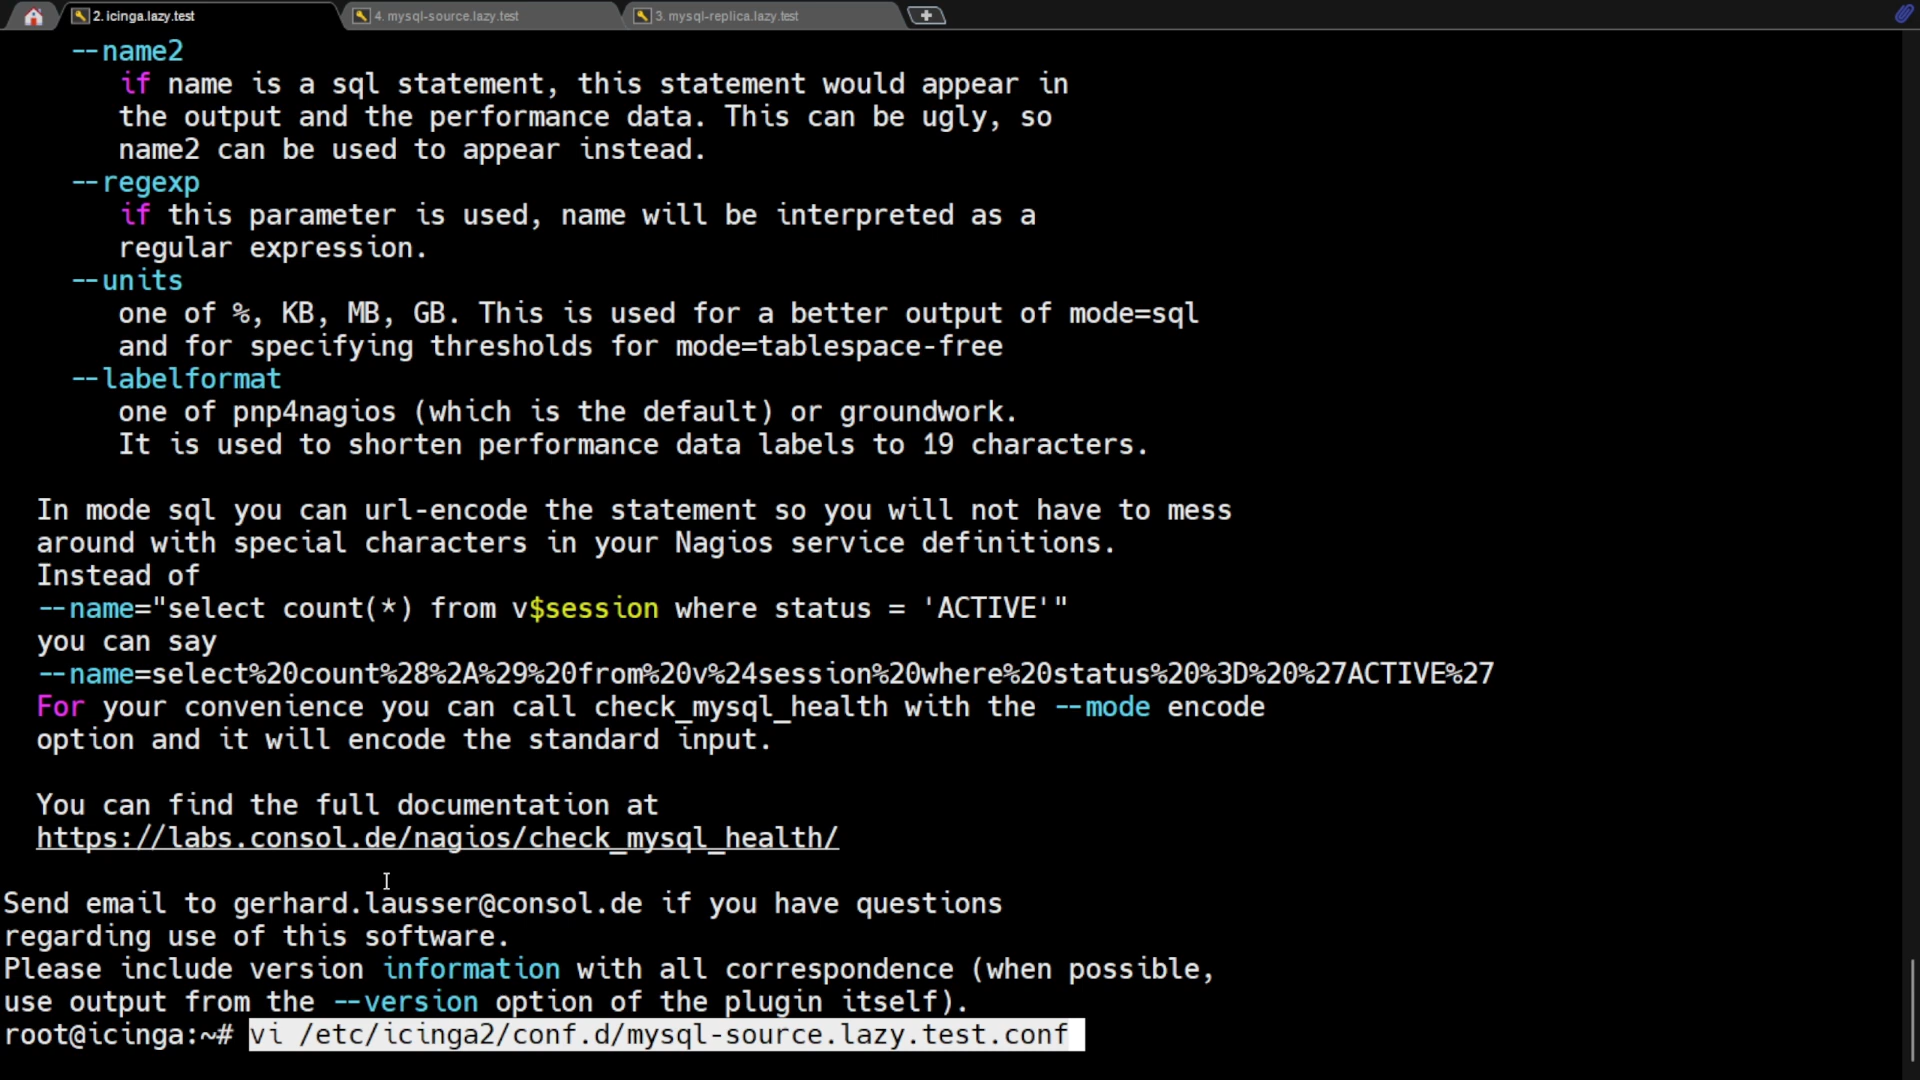 2. icinga.lazy.test
4. mysql-source.lazy.test
3. mysql-replica.lazy.test
--name2
if name is a sql statement, this statement would appear in
the output and the performance data. This can be ugly, so
name2 can be used to appear instead.
--regexp
if this parameter is used, name will be interpreted as a
regular expression.
--units
one of %, KB, MB, GB. This is used for a better output of mode=sql
and for specifying thresholds for mode=tablespace-free
--labelformat
one of pnp4nagios (which is the default) or groundwork.
It is used to shorten performance data labels to 19 characters.
In mode sql you can url-encode the statement so you will not have to mess
around with special characters in your Nagios service definitions.
Instead of
--name="select count(*) from v$session where status = 'ACTIVE'"
you can say
--name=select%20count%28%2A%29%20from%20v%24session%20where%20status%20%3D%20%27ACTIVE%27
For your convenience you can call check_mysql_health with the --mode encode
option and it will encode the standard input.
You can find the full documentation at
https://labs.consol.de/nagios/check_mysql_health/
Send email to gerhard.lausser@consol.de if you have questions
regarding use of this software.
Please include version information with all correspondence (when possible,
use output from the --version option of the plugin itself).
root@icinga:~# vi /etc/icinga2/conf.d/mysql-source.lazy.test.conf